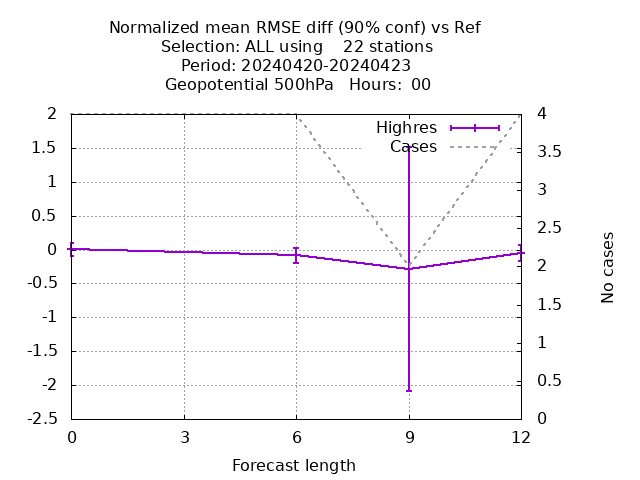 Normalized mean RMSE diff (90% conf) vs Ref
Selection: ALL using    22 stations
Period: 20240420-20240423
Geopotential 500hPa   Hours:  00
Highres
Cases
2
1.5
1
0.5
0
-0.5
-1
-1.5
-2
-2.5
4
3.5
3
2.5
2
1.5
1
0.5
0
No cases
0 3 6 9 12
Forecast length